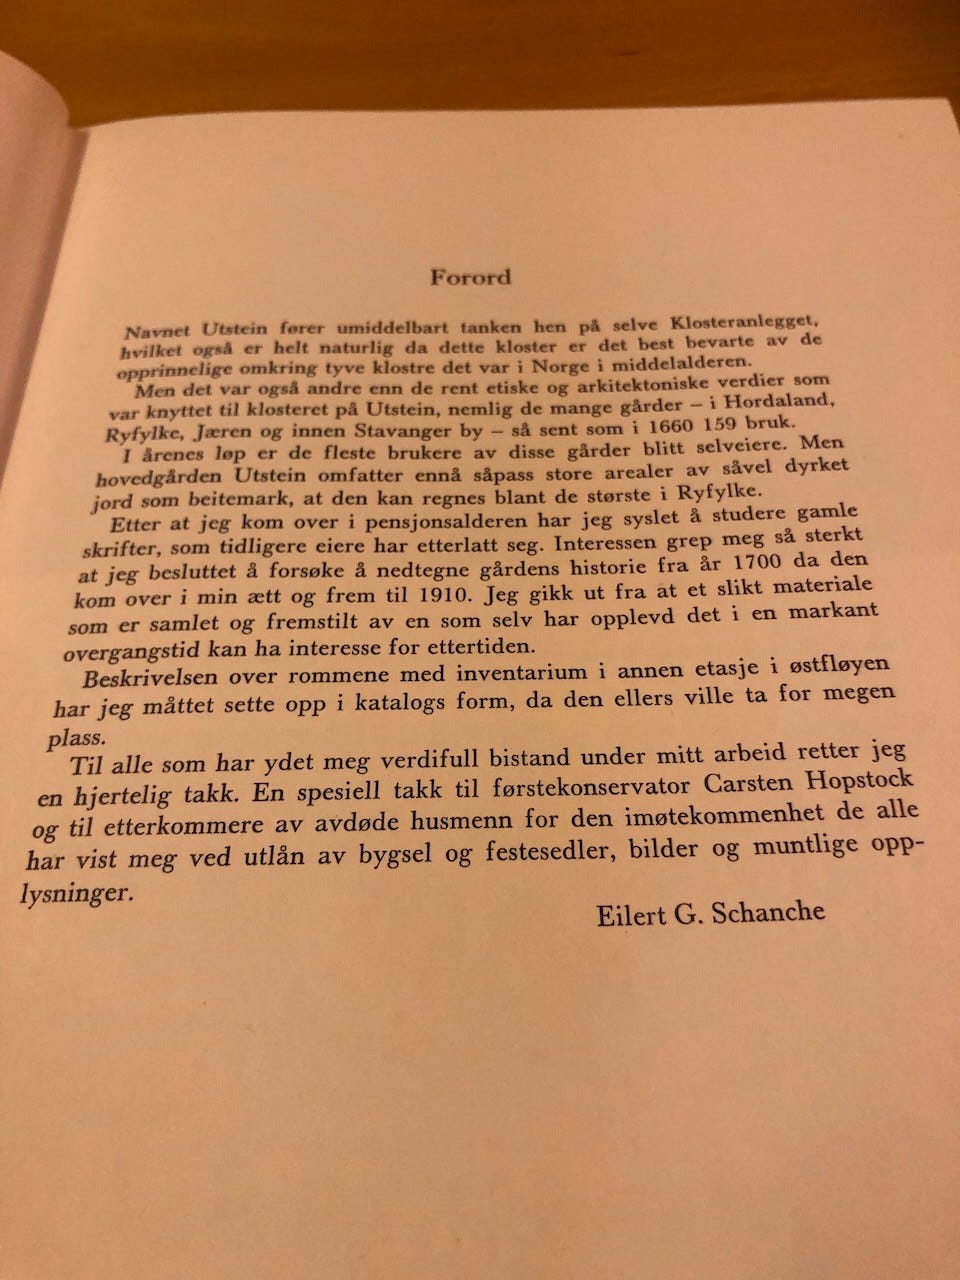 Forord
Navnet Utstein fører umiddelbart tanken hen på selve Klosteranlegget,
hvilket også er helt naturlig da dette kloster er det best bevarte av de
opprinnelige omkring tyve klostre det var i Norge i middelalderen.
Men det var også andre enn de rent etiske og arkitektoniske verdier som
var knyttet til klosteret på Utstein, nemlig de mange gårder – i Hordaland,
Ryfylke, Jæren og innen Stavanger by – så sent som i 1660 159 bruk.
I årenes løp er de fleste brukere av disse gårder blitt selveiere. Men
hovedgården Utstein omfatter ennå såpass store arealer av såvel dyrket
jord som beitemark, at den kan regnes blant de største i Ryfylke.
Etter at jeg kom over i pensjonsalderen har jeg syslet å studere gamle
skrifter, som tidligere eiere har etterlatt seg. Interessen grep meg så sterkt
at jeg besluttet å forsøke å nedtegne gårdens historie fra år 1700 da den
kom over i min ætt og frem til 1910. Jeg gikk ut fra at et slikt materiale
som er samlet og fremstilt av en som selv har opplevd det i en markant
overgangstid kan ha interesse for ettertiden.
Beskrivelsen over rommene med inventarium i annen etasje i østfløyen
har jeg måttet sette opp i katalogs form, da den ellers ville ta for megen
plass.
Til alle som har ydet meg verdifull bistand under mitt arbeid retter jeg
en hjertelig takk. En spesiell takk til førstekonservator Carsten Hopstock
og til etterkommere av avdøde husmenn for den imøtekommenhet de alle
har vist meg ved utlån av bygsel og festesedler, bilder og muntlige opp-
lysninger.
Eilert G. Schanche